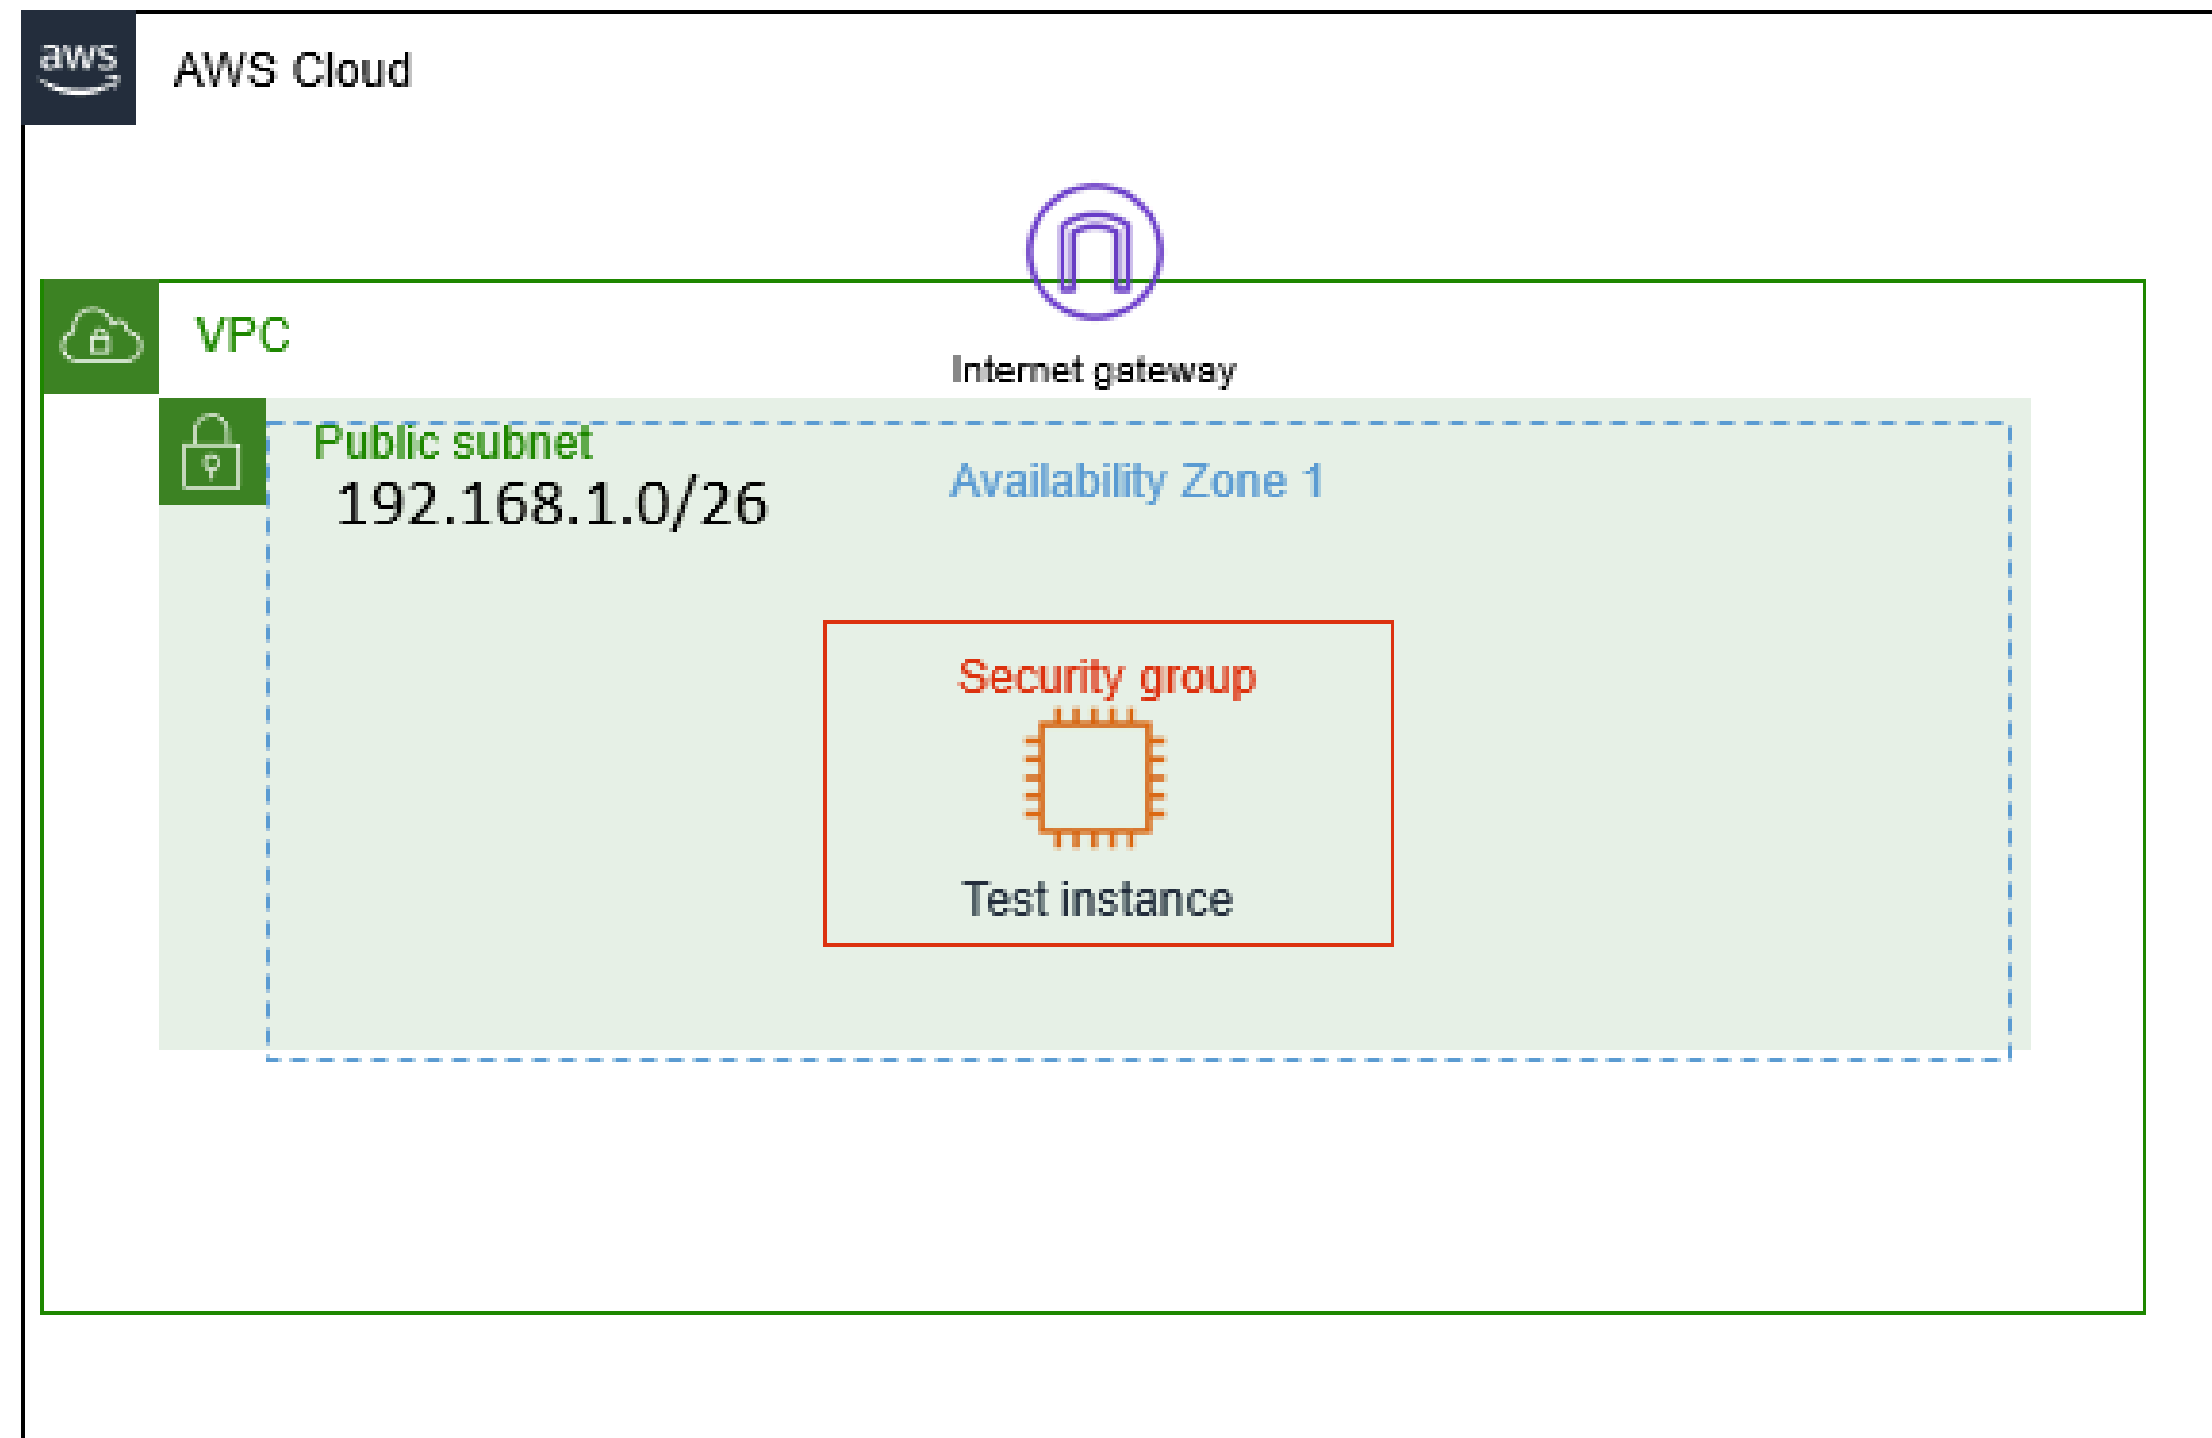 aws
AWS Cloud
VPC
Internet gateway
Public subnet
192.168.1.0/26
Availability Zone 1
Security group
Test instance